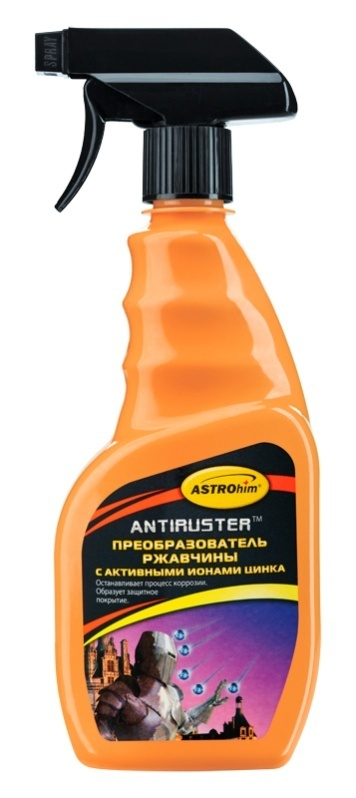 SPRAY
ASTROhim®
ANTIRUSTER™
ПРЕОБРАЗОВАТЕЛЬ
РЖАВЧИНЫ
С АКТИВНЫМИ ИОНАМИ ЦИНКА
Останавливает процесс коррозии.
Образует защитное
покрытие.